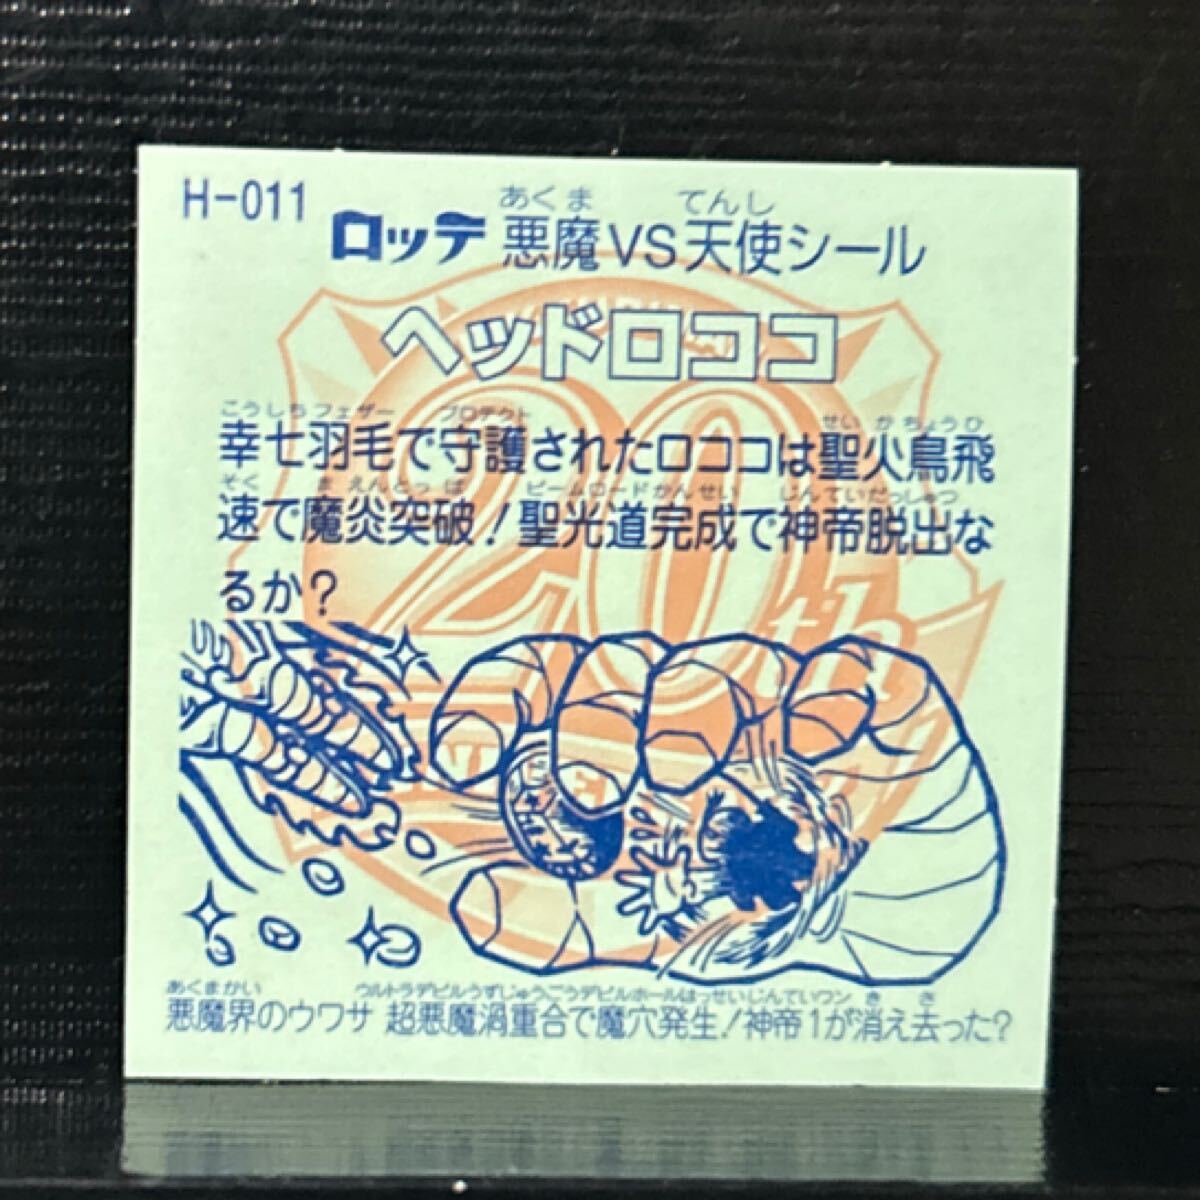 H-011
あくま てんし
ロッテ 悪魔VS天使シール
ヘッドロココ
こうしちフェザー プロテクト せいかちょうひ
幸七羽毛で守護されたロココは聖火鳥飛
そく まえんとっぱ ビームロードかんせい じんていだっしゅつ
速で魔炎突破!聖光道完成で神帝脱出な
るか?
20th
あくまかい ウルトラデビルうずじゅうごうデビルホールはっせいじんていワン き さ
悪魔界のウワサ 超悪魔渦重合で魔穴発生!神帝1が消え去った?